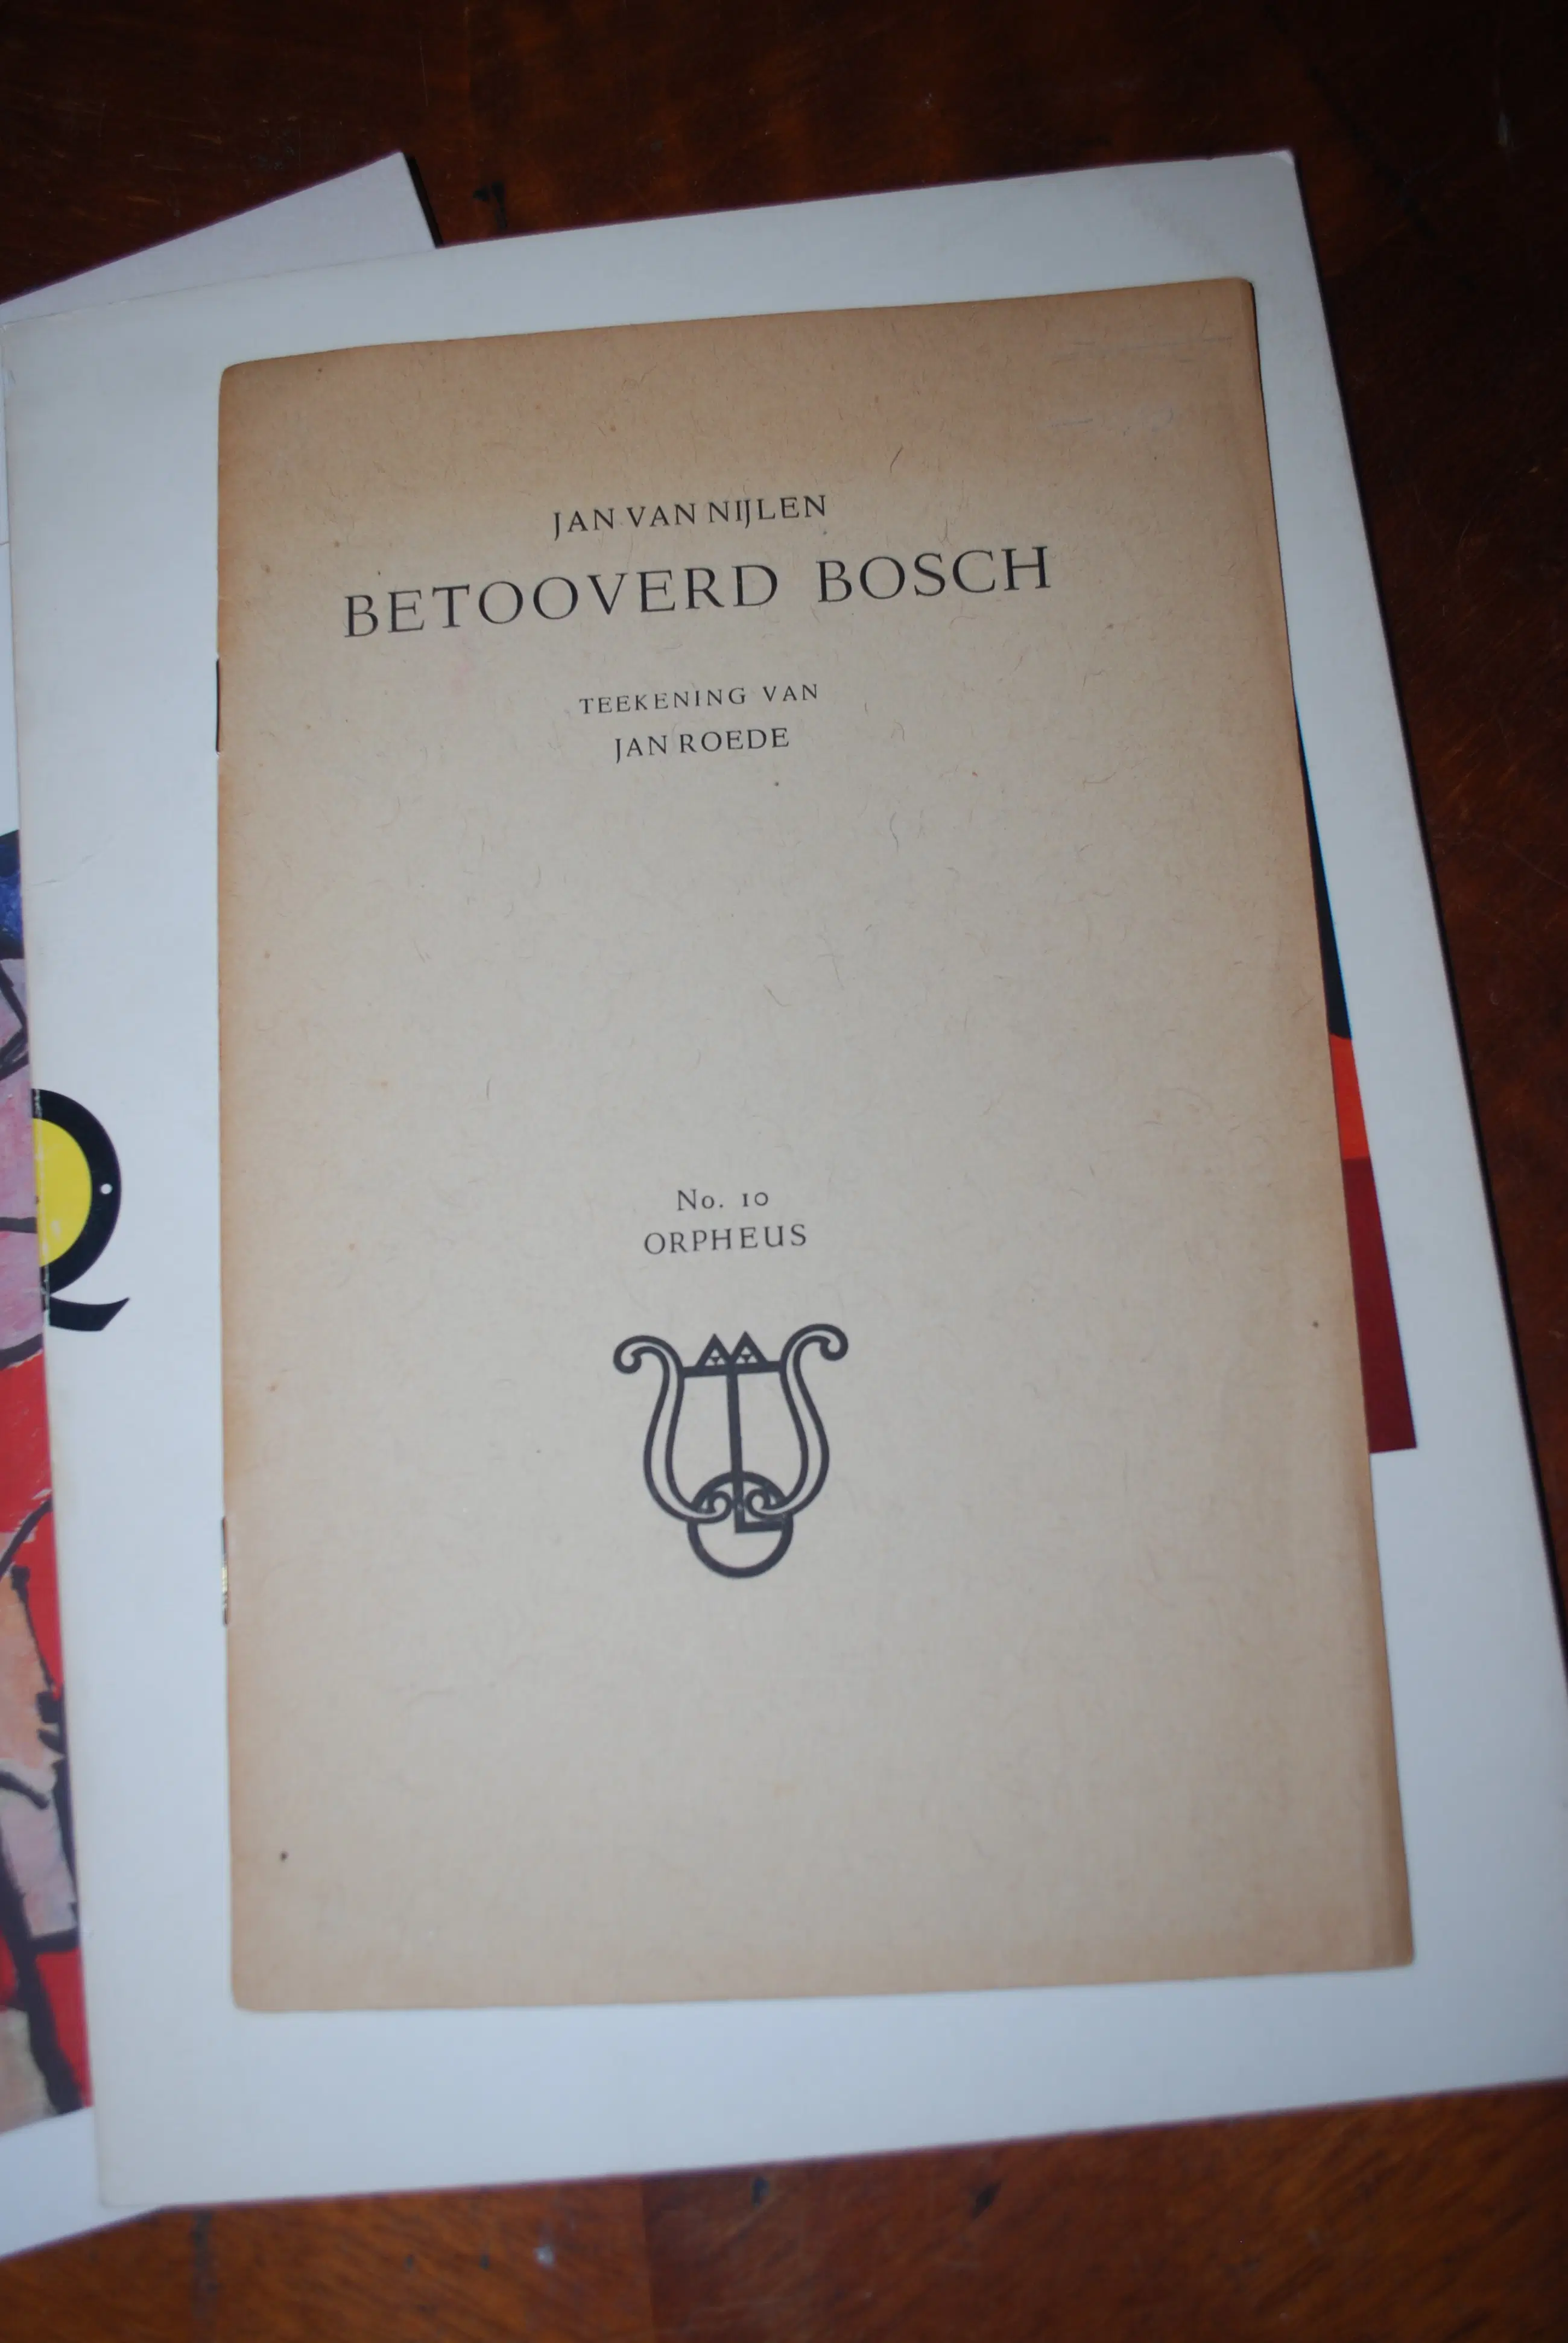 JAN VAN NIJLEN
BETOOVERD BOSCH
TEEKENING VAN
JAN ROEDE
No. 10
ORPHEUS
Q